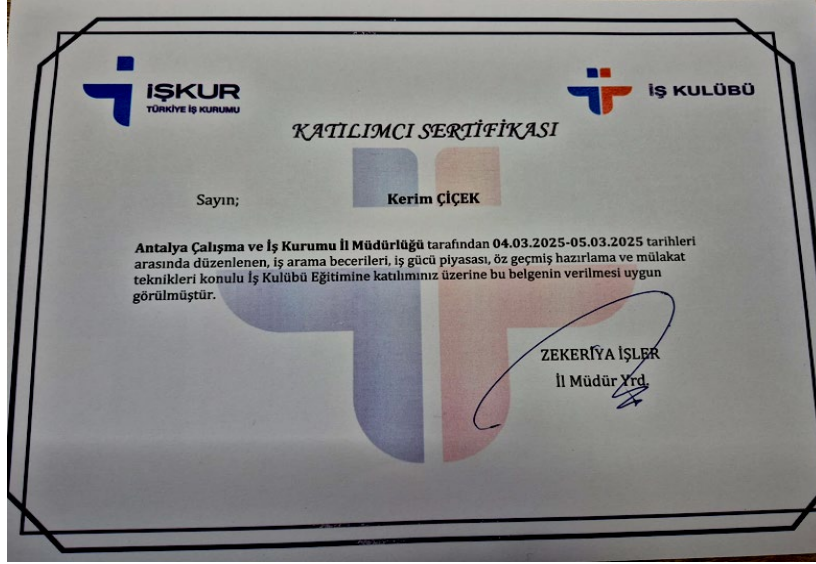 İŞKUR
TÜRKİYE İŞ KURUMU
İŞ KULÜBÜ
KATILIMCI SERTİFİKASI
Sayın; Kerim ÇİÇEK
Antalya Çalışma ve İş Kurumu İl Müdürlüğü tarafından 04.03.2025-05.03.2025 tarihleri
arasında düzenlenen, iş arama becerileri, iş gücü piyasası, öz geçmiş hazırlama ve mülakat
teknikleri konulu İş Kulübü Eğitimine katılımınız üzerine bu belgenin verilmesi uygun
görülmüştür.
ZEKERİYA İŞLER
İl Müdür Yrd.